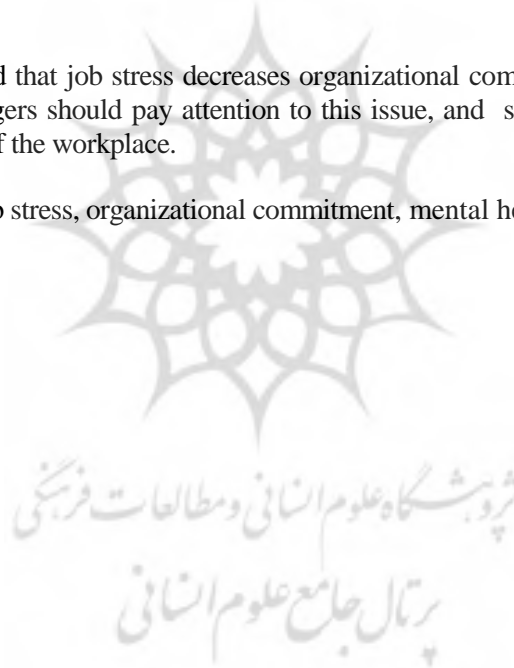 that job stress decreases organizational com
should pay attention to this issue, and s
the workplace.
stress, organizational commitment, mental
پژوهشگاه علوم انسانی و مطالعات فرهنگی
پرتال جامع علوم انسانی